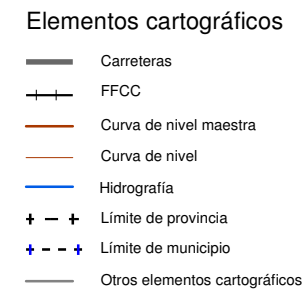 Elementos cartográficos
Carreteras
FFCC
Curva de nivel maestra
Curva de nivel
Hidrografía
Límite de provincia
Límite de municipio
Otros elementos cartográficos